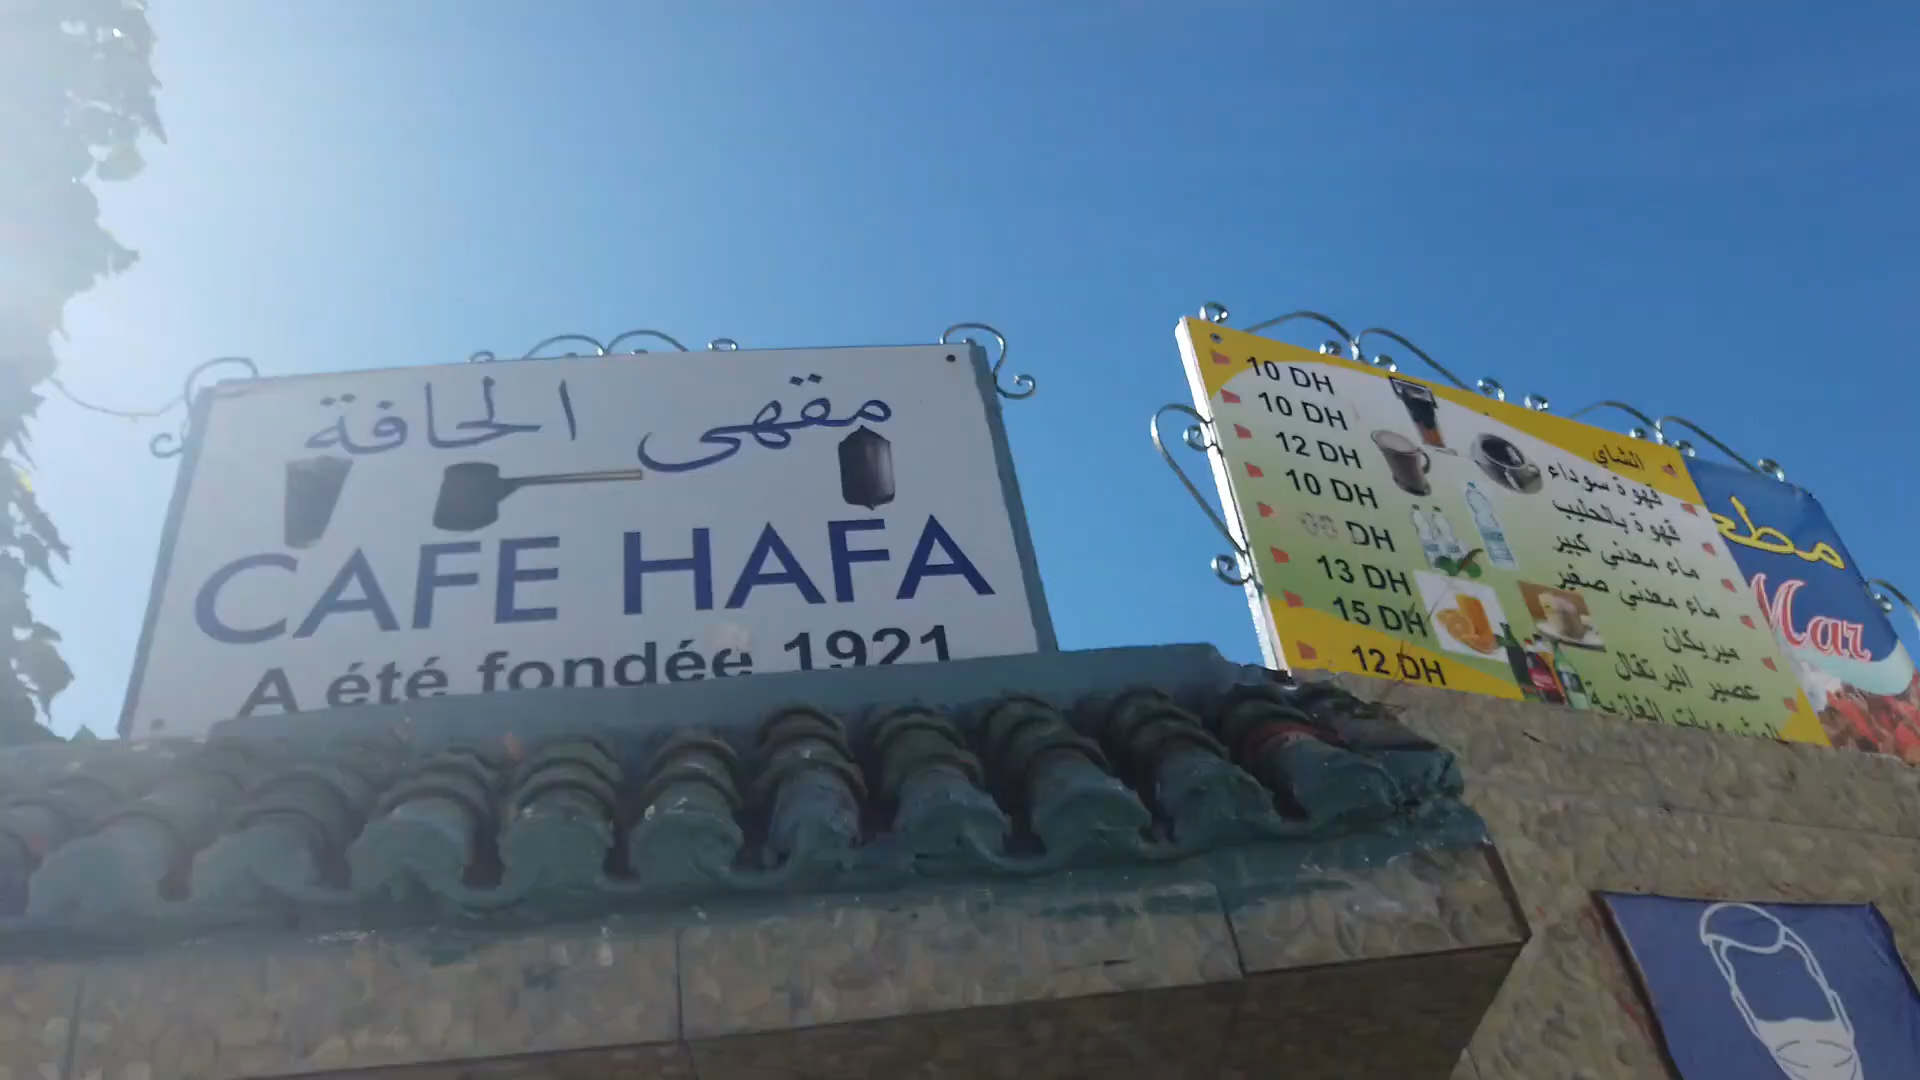 مقهى الحافة
CAFE HAFA
A été fondée 1921
10 DH
10 DH
12 DH
10 DH
DH
13 DH
15 DH
12 DH
الشاي
قهوة سوداء
قهوة بالحليب
ماء معدني كبير
ماء معدني صغير
ميريكان
عصير البرتقال
المشروبات الغازية
مطع
Mar